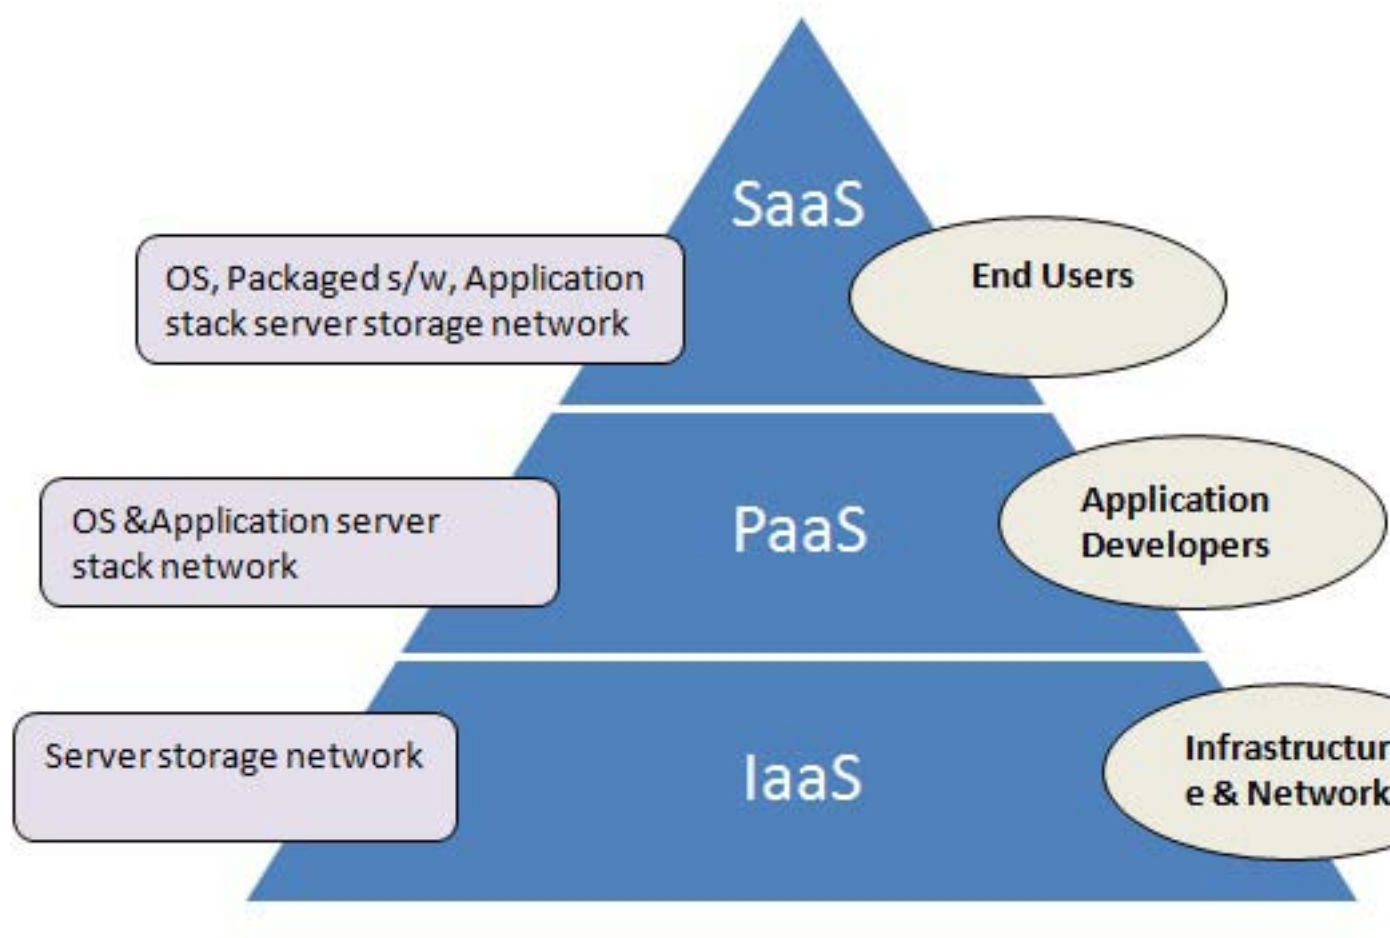 SaaS
OS, Packaged s/w, Application
stack server storage network
End Users
PaaS
OS &Application server
stack network
Application
Developers
IaaS
Server storage network
Infrastructur
e & Network